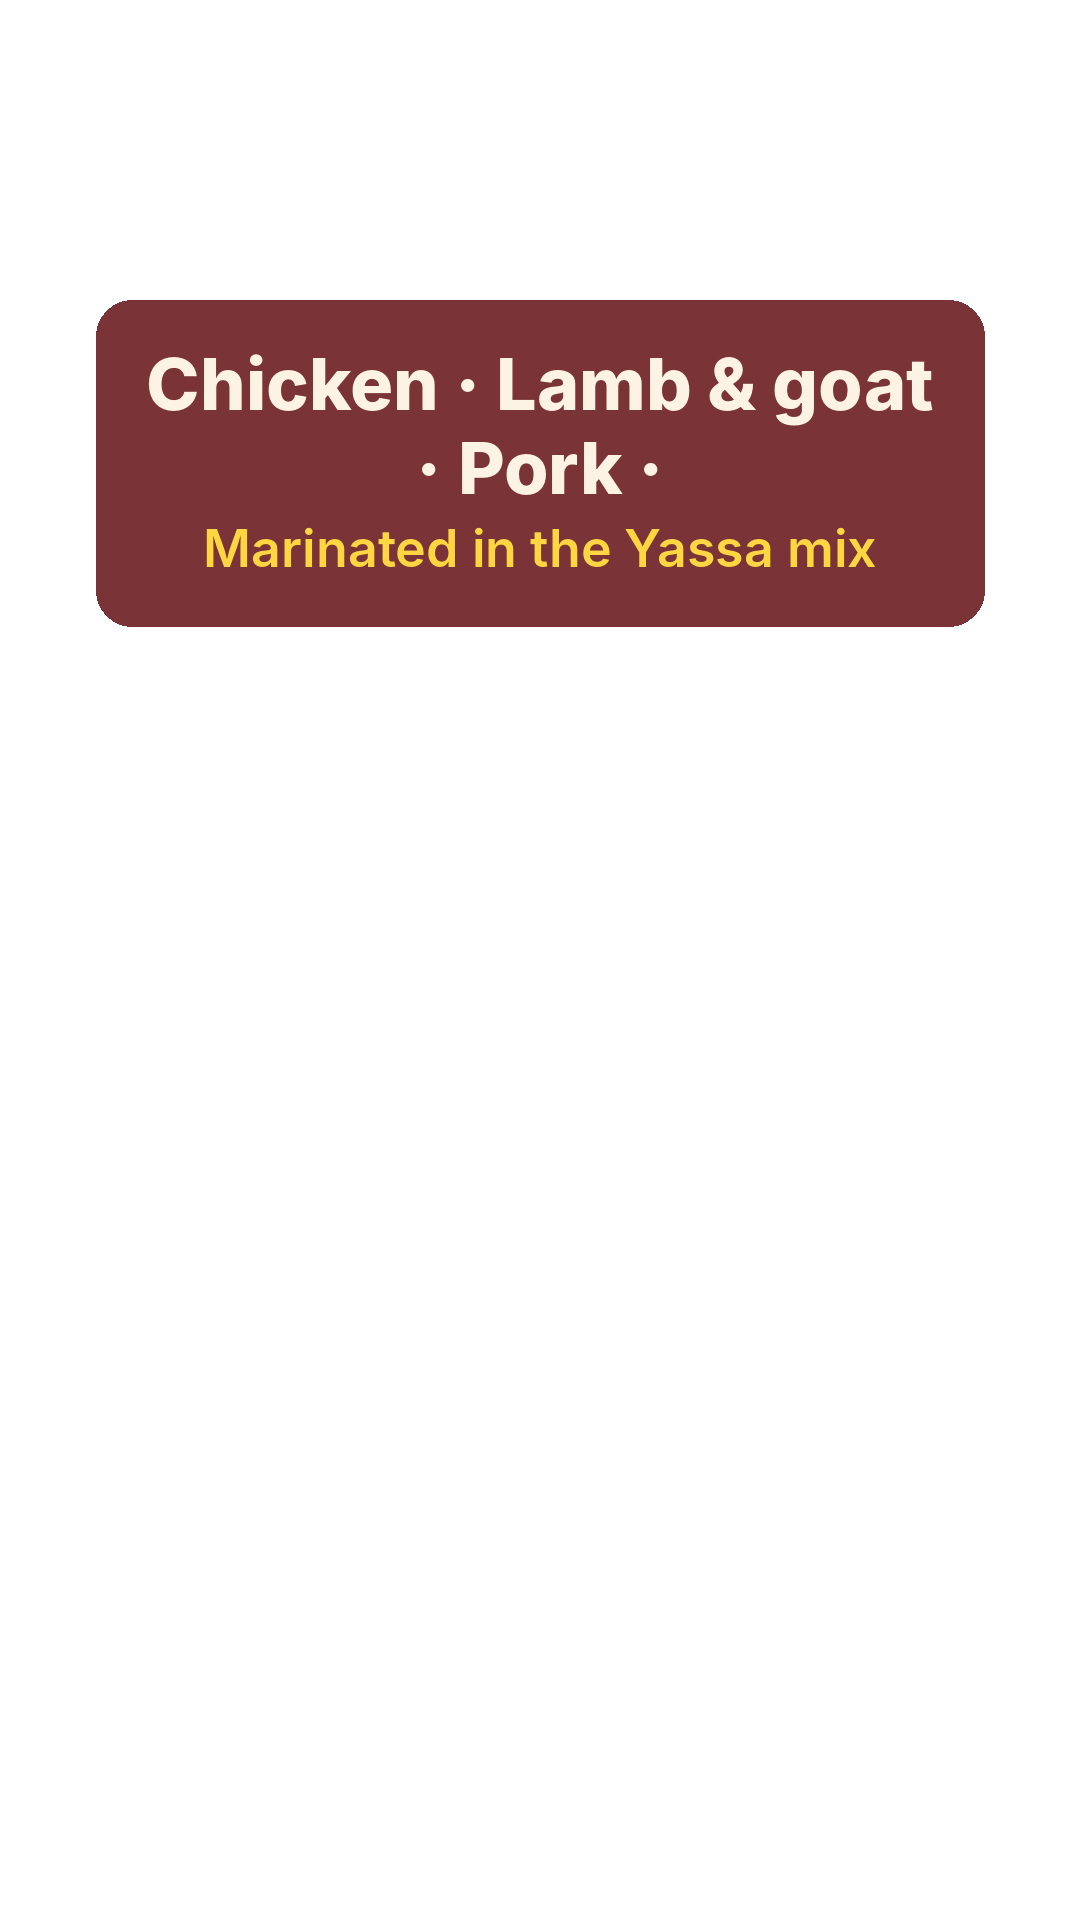 Chicken · Lamb & goat
· Pork ·
Marinated in the Yassa mix